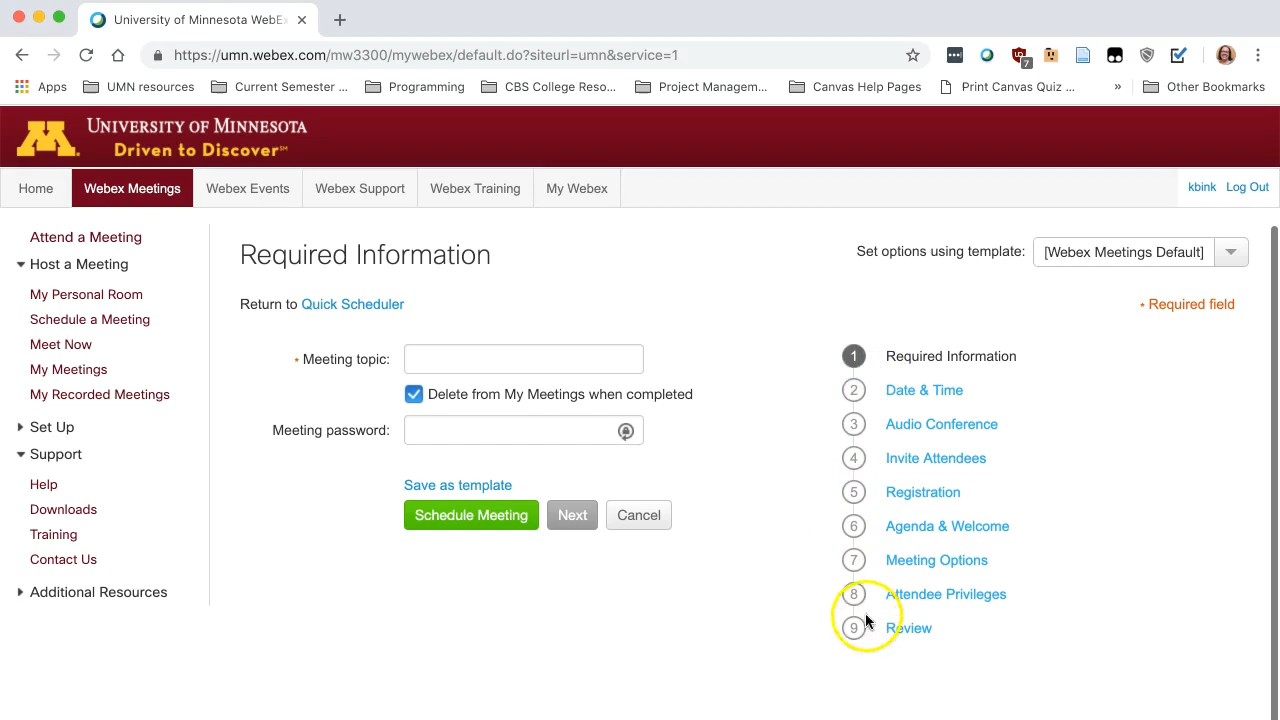 University of Minnesota WebEx
https://umn.webex.com/mw3300/mywebex/default.do?siteurl=umn&service=1
7
Apps UMN resources Current Semester ... Programming CBS College Reso... Project Managem... Canvas Help Pages Print Canvas Quiz ... » Other Bookmarks
M
UNIVERSITY OF MINNESOTA
Driven to Discover℠
Home Webex Meetings Webex Events Webex Support Webex Training My Webex kbink Log Out
Attend a Meeting
Host a Meeting
My Personal Room
Schedule a Meeting
Meet Now
My Meetings
My Recorded Meetings
Set Up
Support
Help
Downloads
Training
Contact Us
Additional Resources
Required Information
Set options using template: [Webex Meetings Default]
Return to Quick Scheduler
* Required field
* Meeting topic:
Delete from My Meetings when completed
Meeting password:
Save as template
Schedule Meeting Next Cancel
1 Required Information
2 Date & Time
3 Audio Conference
4 Invite Attendees
5 Registration
6 Agenda & Welcome
7 Meeting Options
8 Attendee Privileges
9 Review